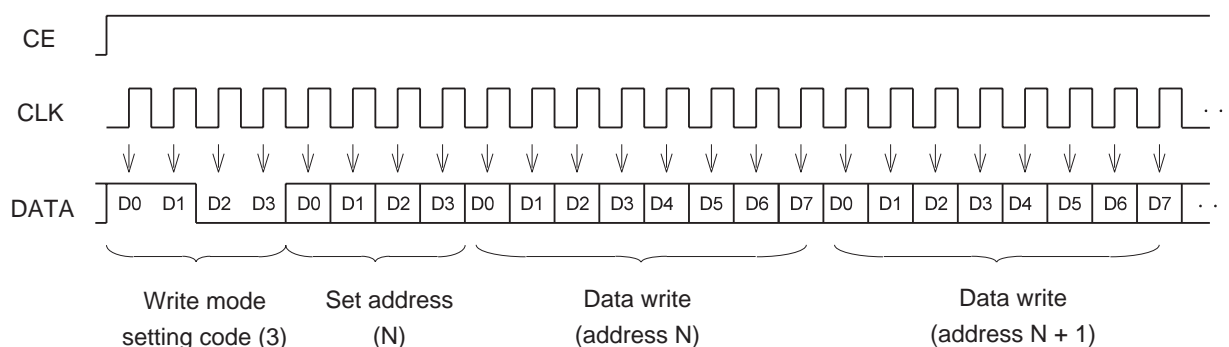 CE
CLK
. .
DATA D0 D1 D2 D3 D0 D1 D2 D3 D0 D1 D2 D3 D4 D5 D6 D7 D0 D1 D2 D3 D4 D5 D6 D7 . .
Write mode Set address Data write Data write
setting code (3) (N) (address N) (address N + 1)